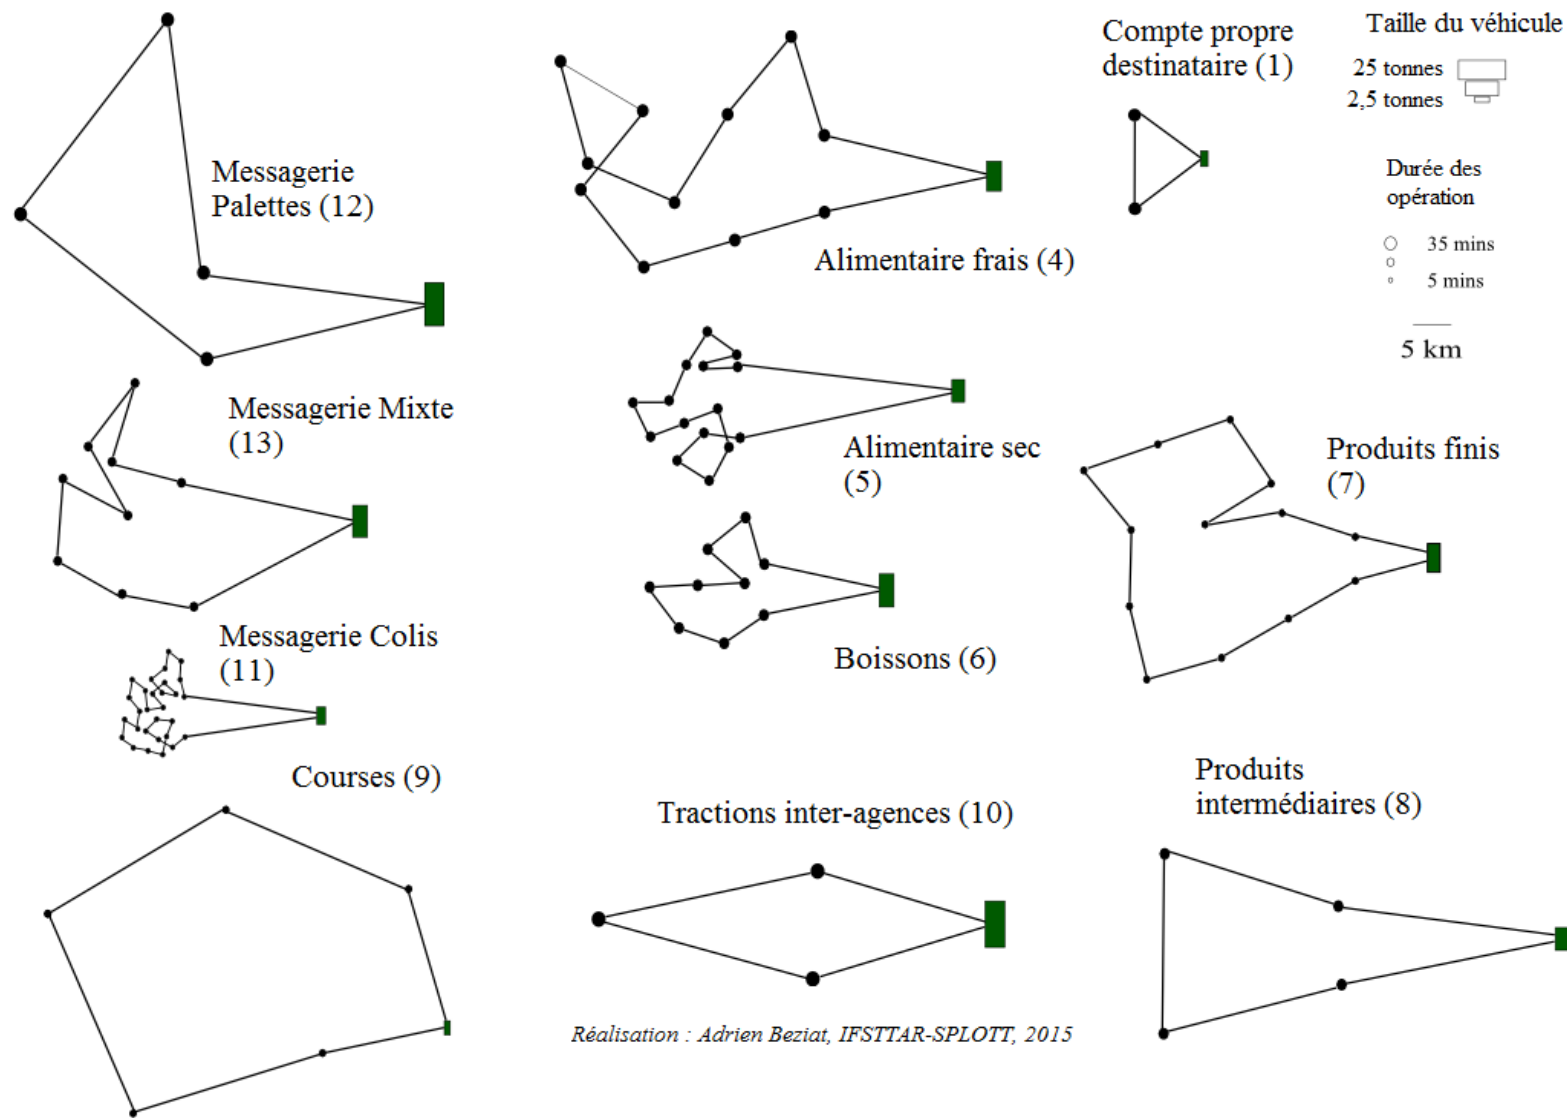 Compte propre
destinataire (1)
Taille du véhicule
25 tonnes
2,5 tonnes
Messagerie
Palettes (12)
Durée des
opération
Alimentaire frais (4)
35 mins
5 mins
5 km
Messagerie Mixte
(13)
Alimentaire sec
(5)
Produits finis
(7)
Messagerie Colis
(11)
Boissons (6)
Courses (9)
Tractions inter-agences (10)
Produits
intermédiaires (8)
Réalisation : Adrien Beziat, IFSTTAR-SPLOTT, 2015